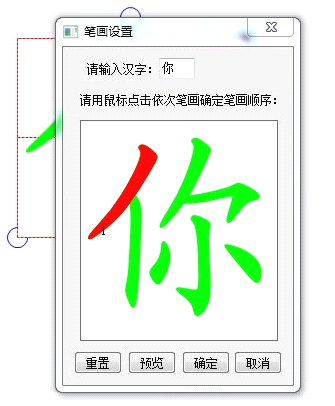 笔画设置
请输入汉字：你
请用鼠标点击依次笔画确定笔画顺序：
你
1
重置 预览 确定 取消